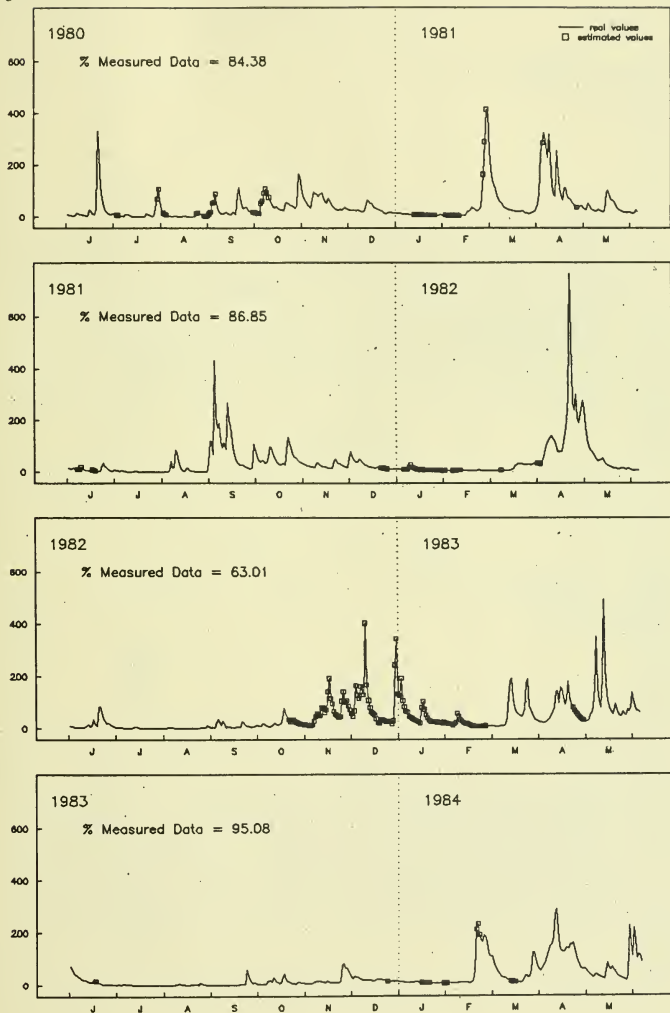 1980
1981
real values
estimated values
% Measured Data = 84.38
600
400
200
0
J J A S O N D J F M A M
1981
1982
% Measured Data = 86.85
600
400
200
0
J J A S O N D J F M A M
1982
1983
% Measured Data = 63.01
600
400
200
0
J J A S O N D J F M A M
1983
1984
% Measured Data = 95.08
600
400
200
0
J J A S O N D J F M A M